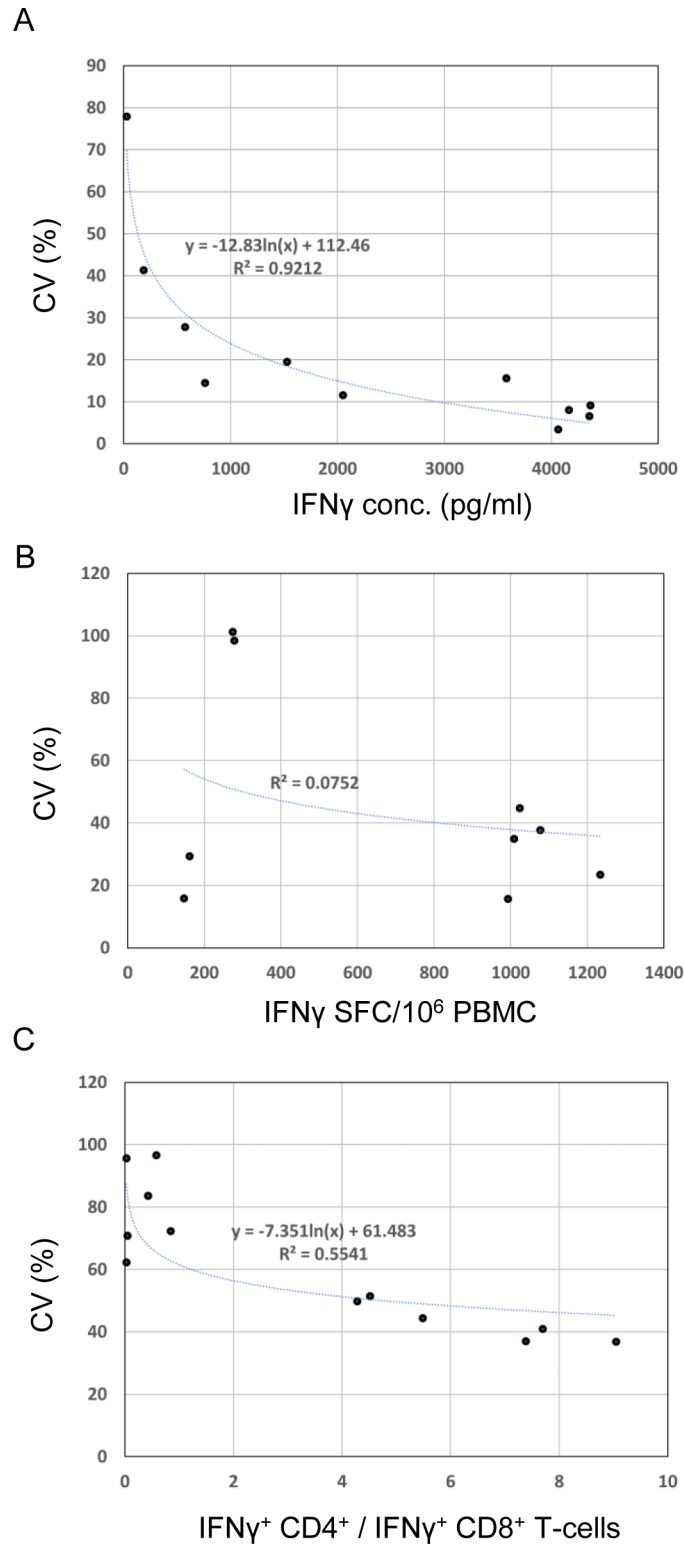 A
90
80
70
60
50
40
30
20
10
0
CV (%)
y = -12.83ln(x) + 112.46
R² = 0.9212
0 1000 2000 3000 4000 5000
IFNγ conc. (pg/ml)
B
120
100
80
60
40
20
0
CV (%)
R² = 0.0752
0 200 400 600 800 1000 1200 1400
IFNγ SFC/10⁶ PBMC
C
120
100
80
60
40
20
0
CV (%)
y = -7.351ln(x) + 61.483
R² = 0.5541
0 2 4 6 8 10
IFNγ⁺ CD4⁺ / IFNγ⁺ CD8⁺ T-cells